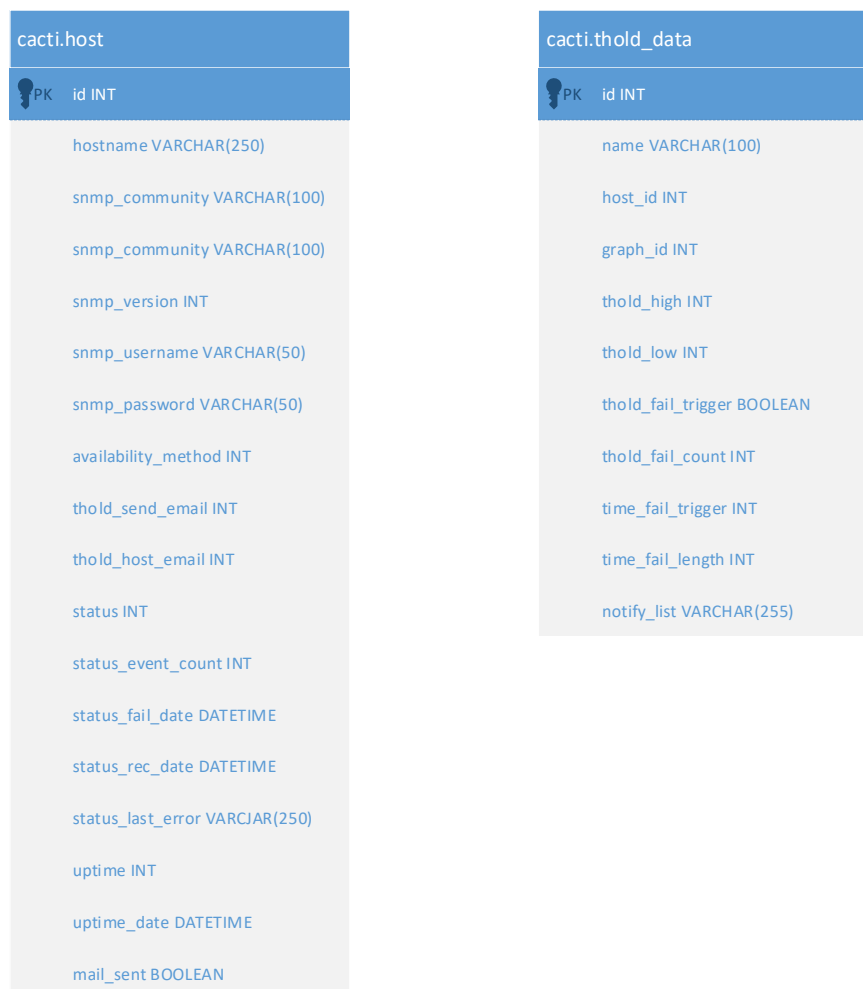 cacti.host
PK id INT
hostname VARCHAR(250)
snmp_community VARCHAR(100)
snmp_community VARCHAR(100)
snmp_version INT
snmp_username VARCHAR(50)
snmp_password VARCHAR(50)
availability_method INT
thold_send_email INT
thold_host_email INT
status INT
status_event_count INT
status_fail_date DATETIME
status_rec_date DATETIME
status_last_error VARCJAR(250)
uptime INT
uptime_date DATETIME
mail_sent BOOLEAN
cacti.thold_data
PK id INT
name VARCHAR(100)
host_id INT
graph_id INT
thold_high INT
thold_low INT
thold_fail_trigger BOOLEAN
thold_fail_count INT
time_fail_trigger INT
time_fail_length INT
notify_list VARCHAR(255)